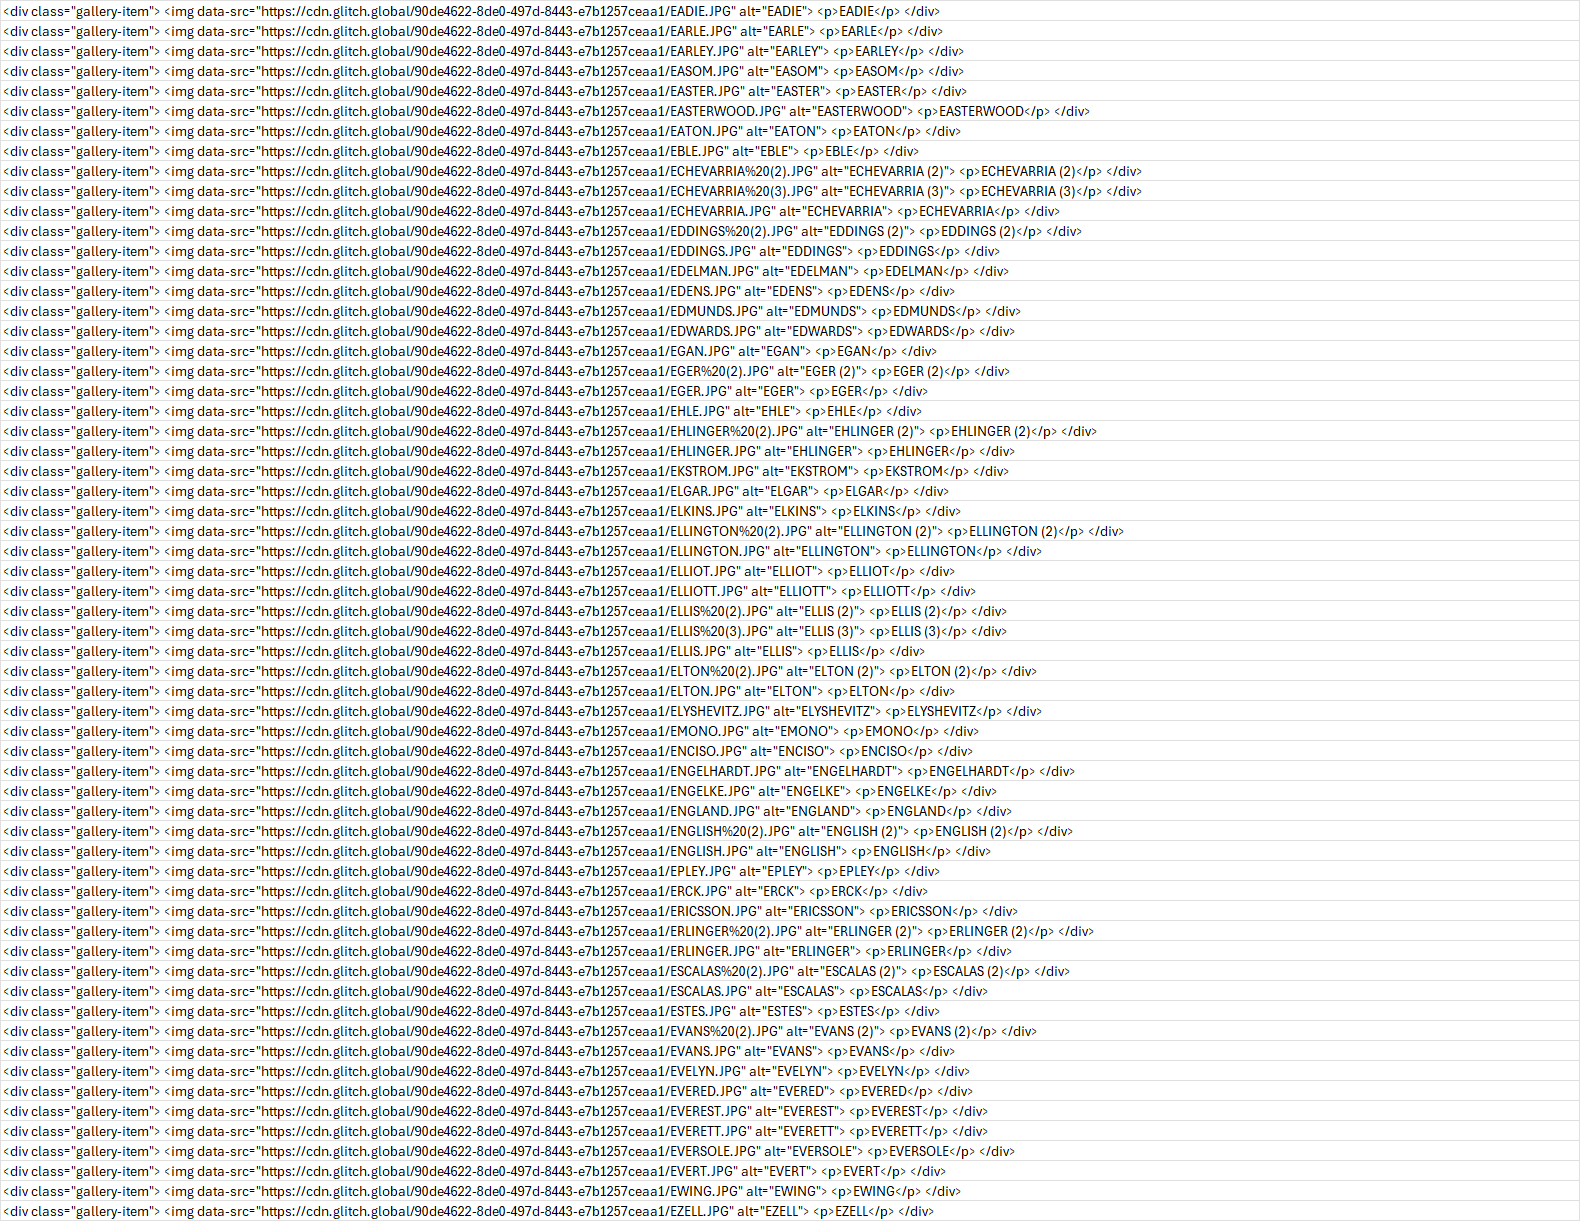 <div class="gallery-item"> <img data-src="https://cdn.glitch.global/90de4622-8de0-497d-8443-e7b1257ceaa1/EADIE.JPG" alt="EADIE"> <p>EADIE</p> </div>
<div class="gallery-item"> <img data-src="https://cdn.glitch.global/90de4622-8de0-497d-8443-e7b1257ceaa1/EARLE.JPG" alt="EARLE"> <p>EARLE</p> </div>
<div class="gallery-item"> <img data-src="https://cdn.glitch.global/90de4622-8de0-497d-8443-e7b1257ceaa1/EARLEY.JPG" alt="EARLEY"> <p>EARLEY</p> </div>
<div class="gallery-item"> <img data-src="https://cdn.glitch.global/90de4622-8de0-497d-8443-e7b1257ceaa1/EASOM.JPG" alt="EASOM"> <p>EASOM</p> </div>
<div class="gallery-item"> <img data-src="https://cdn.glitch.global/90de4622-8de0-497d-8443-e7b1257ceaa1/EASTER.JPG" alt="EASTER"> <p>EASTER</p> </div>
<div class="gallery-item"> <img data-src="https://cdn.glitch.global/90de4622-8de0-497d-8443-e7b1257ceaa1/EASTERWOOD.JPG" alt="EASTERWOOD"> <p>EASTERWOOD</p> </div>
<div class="gallery-item"> <img data-src="https://cdn.glitch.global/90de4622-8de0-497d-8443-e7b1257ceaa1/EATON.JPG" alt="EATON"> <p>EATON</p> </div>
<div class="gallery-item"> <img data-src="https://cdn.glitch.global/90de4622-8de0-497d-8443-e7b1257ceaa1/EBLE.JPG" alt="EBLE"> <p>EBLE</p> </div>
<div class="gallery-item"> <img data-src="https://cdn.glitch.global/90de4622-8de0-497d-8443-e7b1257ceaa1/ECHEVARRIA%20(2).JPG" alt="ECHEVARRIA (2)"> <p>ECHEVARRIA (2)</p> </div>
<div class="gallery-item"> <img data-src="https://cdn.glitch.global/90de4622-8de0-497d-8443-e7b1257ceaa1/ECHEVARRIA%20(3).JPG" alt="ECHEVARRIA (3)"> <p>ECHEVARRIA (3)</p> </div>
<div class="gallery-item"> <img data-src="https://cdn.glitch.global/90de4622-8de0-497d-8443-e7b1257ceaa1/ECHEVARRIA.JPG" alt="ECHEVARRIA"> <p>ECHEVARRIA</p> </div>
<div class="gallery-item"> <img data-src="https://cdn.glitch.global/90de4622-8de0-497d-8443-e7b1257ceaa1/EDDINGS%20(2).JPG" alt="EDDINGS (2)"> <p>EDDINGS (2)</p> </div>
<div class="gallery-item"> <img data-src="https://cdn.glitch.global/90de4622-8de0-497d-8443-e7b1257ceaa1/EDDINGS.JPG" alt="EDDINGS"> <p>EDDINGS</p> </div>
<div class="gallery-item"> <img data-src="https://cdn.glitch.global/90de4622-8de0-497d-8443-e7b1257ceaa1/EDELMAN.JPG" alt="EDELMAN"> <p>EDELMAN</p> </div>
<div class="gallery-item"> <img data-src="https://cdn.glitch.global/90de4622-8de0-497d-8443-e7b1257ceaa1/EDENS.JPG" alt="EDENS"> <p>EDENS</p> </div>
<div class="gallery-item"> <img data-src="https://cdn.glitch.global/90de4622-8de0-497d-8443-e7b1257ceaa1/EDMUNDS.JPG" alt="EDMUNDS"> <p>EDMUNDS</p> </div>
<div class="gallery-item"> <img data-src="https://cdn.glitch.global/90de4622-8de0-497d-8443-e7b1257ceaa1/EDWARDS.JPG" alt="EDWARDS"> <p>EDWARDS</p> </div>
<div class="gallery-item"> <img data-src="https://cdn.glitch.global/90de4622-8de0-497d-8443-e7b1257ceaa1/EGAN.JPG" alt="EGAN"> <p>EGAN</p> </div>
<div class="gallery-item"> <img data-src="https://cdn.glitch.global/90de4622-8de0-497d-8443-e7b1257ceaa1/EGER%20(2).JPG" alt="EGER (2)"> <p>EGER (2)</p> </div>
<div class="gallery-item"> <img data-src="https://cdn.glitch.global/90de4622-8de0-497d-8443-e7b1257ceaa1/EGER.JPG" alt="EGER"> <p>EGER</p> </div>
<div class="gallery-item"> <img data-src="https://cdn.glitch.global/90de4622-8de0-497d-8443-e7b1257ceaa1/EHLE.JPG" alt="EHLE"> <p>EHLE</p> </div>
<div class="gallery-item"> <img data-src="https://cdn.glitch.global/90de4622-8de0-497d-8443-e7b1257ceaa1/EHLINGER%20(2).JPG" alt="EHLINGER (2)"> <p>EHLINGER (2)</p> </div>
<div class="gallery-item"> <img data-src="https://cdn.glitch.global/90de4622-8de0-497d-8443-e7b1257ceaa1/EHLINGER.JPG" alt="EHLINGER"> <p>EHLINGER</p> </div>
<div class="gallery-item"> <img data-src="https://cdn.glitch.global/90de4622-8de0-497d-8443-e7b1257ceaa1/EKSTROM.JPG" alt="EKSTROM"> <p>EKSTROM</p> </div>
<div class="gallery-item"> <img data-src="https://cdn.glitch.global/90de4622-8de0-497d-8443-e7b1257ceaa1/ELGAR.JPG" alt="ELGAR"> <p>ELGAR</p> </div>
<div class="gallery-item"> <img data-src="https://cdn.glitch.global/90de4622-8de0-497d-8443-e7b1257ceaa1/ELKINS.JPG" alt="ELKINS"> <p>ELKINS</p> </div>
<div class="gallery-item"> <img data-src="https://cdn.glitch.global/90de4622-8de0-497d-8443-e7b1257ceaa1/ELLINGTON%20(2).JPG" alt="ELLINGTON (2)"> <p>ELLINGTON (2)</p> </div>
<div class="gallery-item"> <img data-src="https://cdn.glitch.global/90de4622-8de0-497d-8443-e7b1257ceaa1/ELLINGTON.JPG" alt="ELLINGTON"> <p>ELLINGTON</p> </div>
<div class="gallery-item"> <img data-src="https://cdn.glitch.global/90de4622-8de0-497d-8443-e7b1257ceaa1/ELLIOT.JPG" alt="ELLIOT"> <p>ELLIOT</p> </div>
<div class="gallery-item"> <img data-src="https://cdn.glitch.global/90de4622-8de0-497d-8443-e7b1257ceaa1/ELLIOTT.JPG" alt="ELLIOTT"> <p>ELLIOTT</p> </div>
<div class="gallery-item"> <img data-src="https://cdn.glitch.global/90de4622-8de0-497d-8443-e7b1257ceaa1/ELLIS%20(2).JPG" alt="ELLIS (2)"> <p>ELLIS (2)</p> </div>
<div class="gallery-item"> <img data-src="https://cdn.glitch.global/90de4622-8de0-497d-8443-e7b1257ceaa1/ELLIS%20(3).JPG" alt="ELLIS (3)"> <p>ELLIS (3)</p> </div>
<div class="gallery-item"> <img data-src="https://cdn.glitch.global/90de4622-8de0-497d-8443-e7b1257ceaa1/ELLIS.JPG" alt="ELLIS"> <p>ELLIS</p> </div>
<div class="gallery-item"> <img data-src="https://cdn.glitch.global/90de4622-8de0-497d-8443-e7b1257ceaa1/ELTON%20(2).JPG" alt="ELTON (2)"> <p>ELTON (2)</p> </div>
<div class="gallery-item"> <img data-src="https://cdn.glitch.global/90de4622-8de0-497d-8443-e7b1257ceaa1/ELTON.JPG" alt="ELTON"> <p>ELTON</p> </div>
<div class="gallery-item"> <img data-src="https://cdn.glitch.global/90de4622-8de0-497d-8443-e7b1257ceaa1/ELYSHEVITZ.JPG" alt="ELYSHEVITZ"> <p>ELYSHEVITZ</p> </div>
<div class="gallery-item"> <img data-src="https://cdn.glitch.global/90de4622-8de0-497d-8443-e7b1257ceaa1/EMONO.JPG" alt="EMONO"> <p>EMONO</p> </div>
<div class="gallery-item"> <img data-src="https://cdn.glitch.global/90de4622-8de0-497d-8443-e7b1257ceaa1/ENCISO.JPG" alt="ENCISO"> <p>ENCISO</p> </div>
<div class="gallery-item"> <img data-src="https://cdn.glitch.global/90de4622-8de0-497d-8443-e7b1257ceaa1/ENGELHARDT.JPG" alt="ENGELHARDT"> <p>ENGELHARDT</p> </div>
<div class="gallery-item"> <img data-src="https://cdn.glitch.global/90de4622-8de0-497d-8443-e7b1257ceaa1/ENGELKE.JPG" alt="ENGELKE"> <p>ENGELKE</p> </div>
<div class="gallery-item"> <img data-src="https://cdn.glitch.global/90de4622-8de0-497d-8443-e7b1257ceaa1/ENGLAND.JPG" alt="ENGLAND"> <p>ENGLAND</p> </div>
<div class="gallery-item"> <img data-src="https://cdn.glitch.global/90de4622-8de0-497d-8443-e7b1257ceaa1/ENGLISH%20(2).JPG" alt="ENGLISH (2)"> <p>ENGLISH (2)</p> </div>
<div class="gallery-item"> <img data-src="https://cdn.glitch.global/90de4622-8de0-497d-8443-e7b1257ceaa1/ENGLISH.JPG" alt="ENGLISH"> <p>ENGLISH</p> </div>
<div class="gallery-item"> <img data-src="https://cdn.glitch.global/90de4622-8de0-497d-8443-e7b1257ceaa1/EPLEY.JPG" alt="EPLEY"> <p>EPLEY</p> </div>
<div class="gallery-item"> <img data-src="https://cdn.glitch.global/90de4622-8de0-497d-8443-e7b1257ceaa1/ERCK.JPG" alt="ERCK"> <p>ERCK</p> </div>
<div class="gallery-item"> <img data-src="https://cdn.glitch.global/90de4622-8de0-497d-8443-e7b1257ceaa1/ERICSSON.JPG" alt="ERICSSON"> <p>ERICSSON</p> </div>
<div class="gallery-item"> <img data-src="https://cdn.glitch.global/90de4622-8de0-497d-8443-e7b1257ceaa1/ERLINGER%20(2).JPG" alt="ERLINGER (2)"> <p>ERLINGER (2)</p> </div>
<div class="gallery-item"> <img data-src="https://cdn.glitch.global/90de4622-8de0-497d-8443-e7b1257ceaa1/ERLINGER.JPG" alt="ERLINGER"> <p>ERLINGER</p> </div>
<div class="gallery-item"> <img data-src="https://cdn.glitch.global/90de4622-8de0-497d-8443-e7b1257ceaa1/ESCALAS%20(2).JPG" alt="ESCALAS (2)"> <p>ESCALAS (2)</p> </div>
<div class="gallery-item"> <img data-src="https://cdn.glitch.global/90de4622-8de0-497d-8443-e7b1257ceaa1/ESCALAS.JPG" alt="ESCALAS"> <p>ESCALAS</p> </div>
<div class="gallery-item"> <img data-src="https://cdn.glitch.global/90de4622-8de0-497d-8443-e7b1257ceaa1/ESTES.JPG" alt="ESTES"> <p>ESTES</p> </div>
<div class="gallery-item"> <img data-src="https://cdn.glitch.global/90de4622-8de0-497d-8443-e7b1257ceaa1/EVANS%20(2).JPG" alt="EVANS (2)"> <p>EVANS (2)</p> </div>
<div class="gallery-item"> <img data-src="https://cdn.glitch.global/90de4622-8de0-497d-8443-e7b1257ceaa1/EVANS.JPG" alt="EVANS"> <p>EVANS</p> </div>
<div class="gallery-item"> <img data-src="https://cdn.glitch.global/90de4622-8de0-497d-8443-e7b1257ceaa1/EVELYN.JPG" alt="EVELYN"> <p>EVELYN</p> </div>
<div class="gallery-item"> <img data-src="https://cdn.glitch.global/90de4622-8de0-497d-8443-e7b1257ceaa1/EVERED.JPG" alt="EVERED"> <p>EVERED</p> </div>
<div class="gallery-item"> <img data-src="https://cdn.glitch.global/90de4622-8de0-497d-8443-e7b1257ceaa1/EVEREST.JPG" alt="EVEREST"> <p>EVEREST</p> </div>
<div class="gallery-item"> <img data-src="https://cdn.glitch.global/90de4622-8de0-497d-8443-e7b1257ceaa1/EVERETT.JPG" alt="EVERETT"> <p>EVERETT</p> </div>
<div class="gallery-item"> <img data-src="https://cdn.glitch.global/90de4622-8de0-497d-8443-e7b1257ceaa1/EVERSOLE.JPG" alt="EVERSOLE"> <p>EVERSOLE</p> </div>
<div class="gallery-item"> <img data-src="https://cdn.glitch.global/90de4622-8de0-497d-8443-e7b1257ceaa1/EVERT.JPG" alt="EVERT"> <p>EVERT</p> </div>
<div class="gallery-item"> <img data-src="https://cdn.glitch.global/90de4622-8de0-497d-8443-e7b1257ceaa1/EWING.JPG" alt="EWING"> <p>EWING</p> </div>
<div class="gallery-item"> <img data-src="https://cdn.glitch.global/90de4622-8de0-497d-8443-e7b1257ceaa1/EZELL.JPG" alt="EZELL"> <p>EZELL</p> </div>